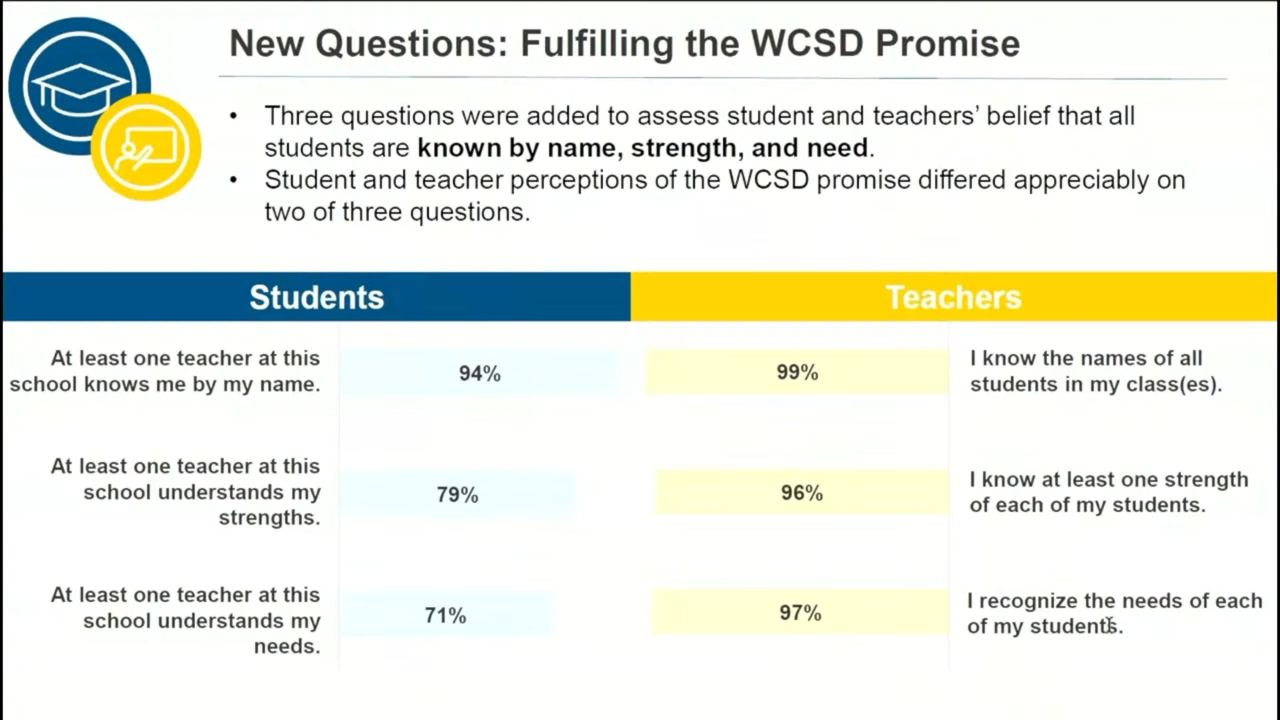 New Questions: Fulfilling the WCSD Promise
• Three questions were added to assess student and teachers' belief that all
students are known by name, strength, and need.
• Student and teacher perceptions of the WCSD promise differed appreciably on
two of three questions.
Students
Teachers
At least one teacher at this
school knows me by my name.
94%
99%
I know the names of all
students in my class(es).
At least one teacher at this
school understands my
strengths.
79%
96%
I know at least one strength
of each of my students.
At least one teacher at this
school understands my
needs.
71%
97%
I recognize the needs of each
of my students.